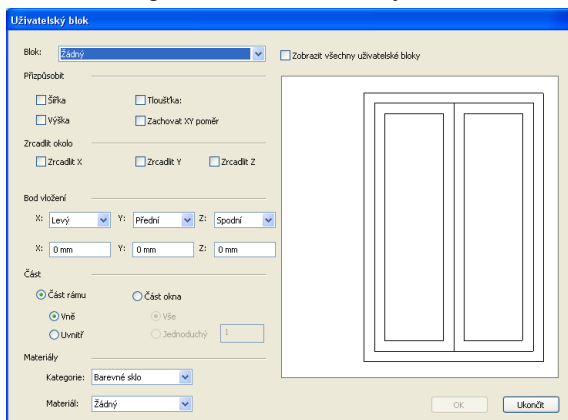 Uživatelský blok
Blok: Žádný
Zobrazit všechny uživatelské bloky
Přizpůsobit
Šířka Tloušťka:
Výška Zachovat XY poměr
Zrcadlit okolo
Zrcadlit X Zrcadlit Y Zrcadlit Z
Bod vložení
X: Levý Y: Přední Z: Spodní
X: 0 mm Y: 0 mm Z: 0 mm
Část
Část rámu Část okna
Vně Vše
Uvnitř Jednoduchý 1
Materiály
Kategorie: Barevné sklo
Materiál: Žádný
OK Ukončit